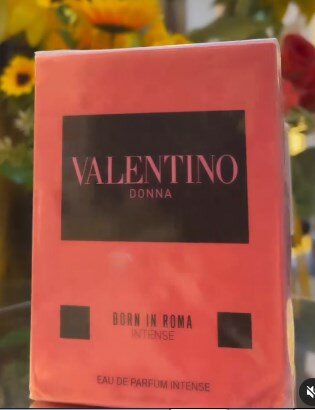 VALENTINO
DONNA
BORN IN ROMA
INTENSE
EAU DE PARFUM INTENSE